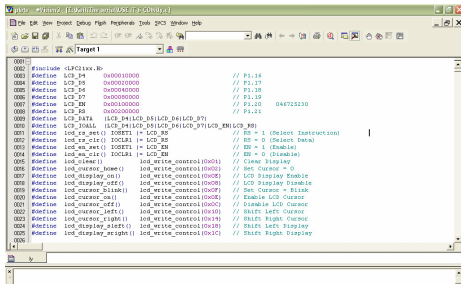 File Edit View Project Debug Flash Peripherals Tools SVCS Window Help
Target 1
0001
0002 #include <LPC21xx.H>
0003 #define LCD_D4 0x00010000 // P1.16
0004 #define LCD_D5 0x00020000 // P1.17
0005 #define LCD_D6 0x00040000 // P1.18
0006 #define LCD_D7 0x00080000 // P1.19
0007 #define LCD_EN 0x00100000 // P1.20 046725230
0008 #define LCD_RS 0x00200000 // P1.21
0009 #define LCD_DATA (LCD_D4|LCD_D5|LCD_D6|LCD_D7)
0010 #define LCD_IOALL (LCD_D4|LCD_D5|LCD_D6|LCD_D7|LCD_EN|LCD_RS)
0011 #define lcd_rs_set() IOSET1 |= LCD_RS // RS = 1 (Select Instruction)
0012 #define lcd_rs_clr() IOCLR1 |= LCD_RS // RS = 0 (Select Data)
0013 #define lcd_en_set() IOSET1 |= LCD_EN // EN = 1 (Enable)
0014 #define lcd_en_clr() IOCLR1 |= LCD_EN // EN = 0 (Disable)
0015 #define lcd_clear() lcd_write_control(0x01) // Clear Display
0016 #define lcd_cursor_home() lcd_write_control(0x02) // Set Cursor = 0
0017 #define lcd_display_on() lcd_write_control(0x0E) // LCD Display Enable
0018 #define lcd_display_off() lcd_write_control(0x08) // LCD Display Disable
0019 #define lcd_cursor_blink() lcd_write_control(0x0F) // Set Cursor = Blink
0020 #define lcd_cursor_on() lcd_write_control(0x0E) // Enable LCD Cursor
0021 #define lcd_cursor_off() lcd_write_control(0x0C) // Disable LCD Cursor
0022 #define lcd_cursor_left() lcd_write_control(0x10) // Shift Left Cursor
0023 #define lcd_cursor_right() lcd_write_control(0x14) // Shift Right Cursor
0024 #define lcd_display_sleft() lcd_write_control(0x18) // Shift Left Display
0025 #define lcd_display_sright() lcd_write_control(0x1C) // Shift Right Display
0026